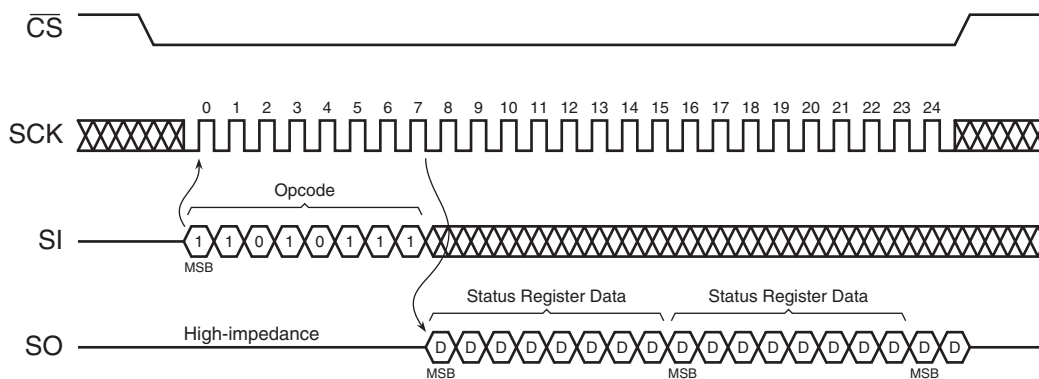 CS
0 1 2 3 4 5 6 7 8 9 10 11 12 13 14 15 16 17 18 19 20 21 22 23 24
SCK
Opcode
SI 1 1 0 1 0 1 1 1
MSB
Status Register Data Status Register Data
High-impedance
SO D D D D D D D D D D D D D D D D D D
MSB MSB MSB